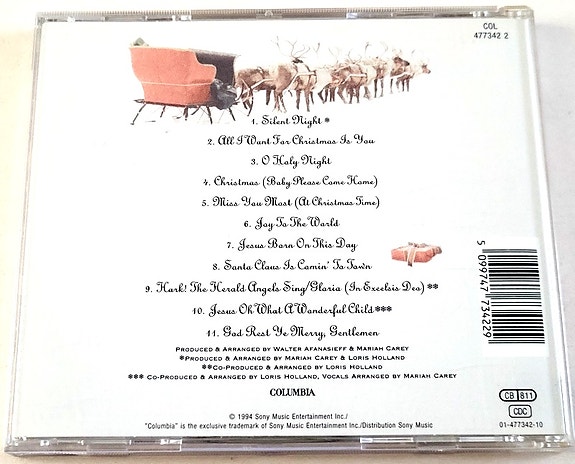 COL
477342 2
1. Silent Night *
2. All I Want For Christmas Is You
3. O Holy Night
4. Christmas (Baby Please Come Home)
5. Miss You Most (At Christmas Time)
6. Joy To The World
7. Jesus Born On This Day
8. Santa Claus Is Comin' To Town
9. Hark! The Herald Angels Sing/Gloria (In Excelsis Deo) **
10. Jesus Oh What A Wonderful Child ***
11. God Rest Ye Merry, Gentlemen
5 099747 734229
PRODUCED & ARRANGED BY WALTER AFANASIEFF & MARIAH CAREY
*PRODUCED & ARRANGED BY MARIAH CAREY & LORIS HOLLAND
**CO-PRODUCED & ARRANGED BY LORIS HOLLAND
*** CO-PRODUCED & ARRANGED BY LORIS HOLLAND, VOCALS ARRANGED BY MARIAH CAREY
COLUMBIA
CB 811
CDC
01-477342-10
© 1994 Sony Music Entertainment Inc./
"Columbia" is the exclusive trademark of Sony Music Entertainment Inc./Distribution Sony Music